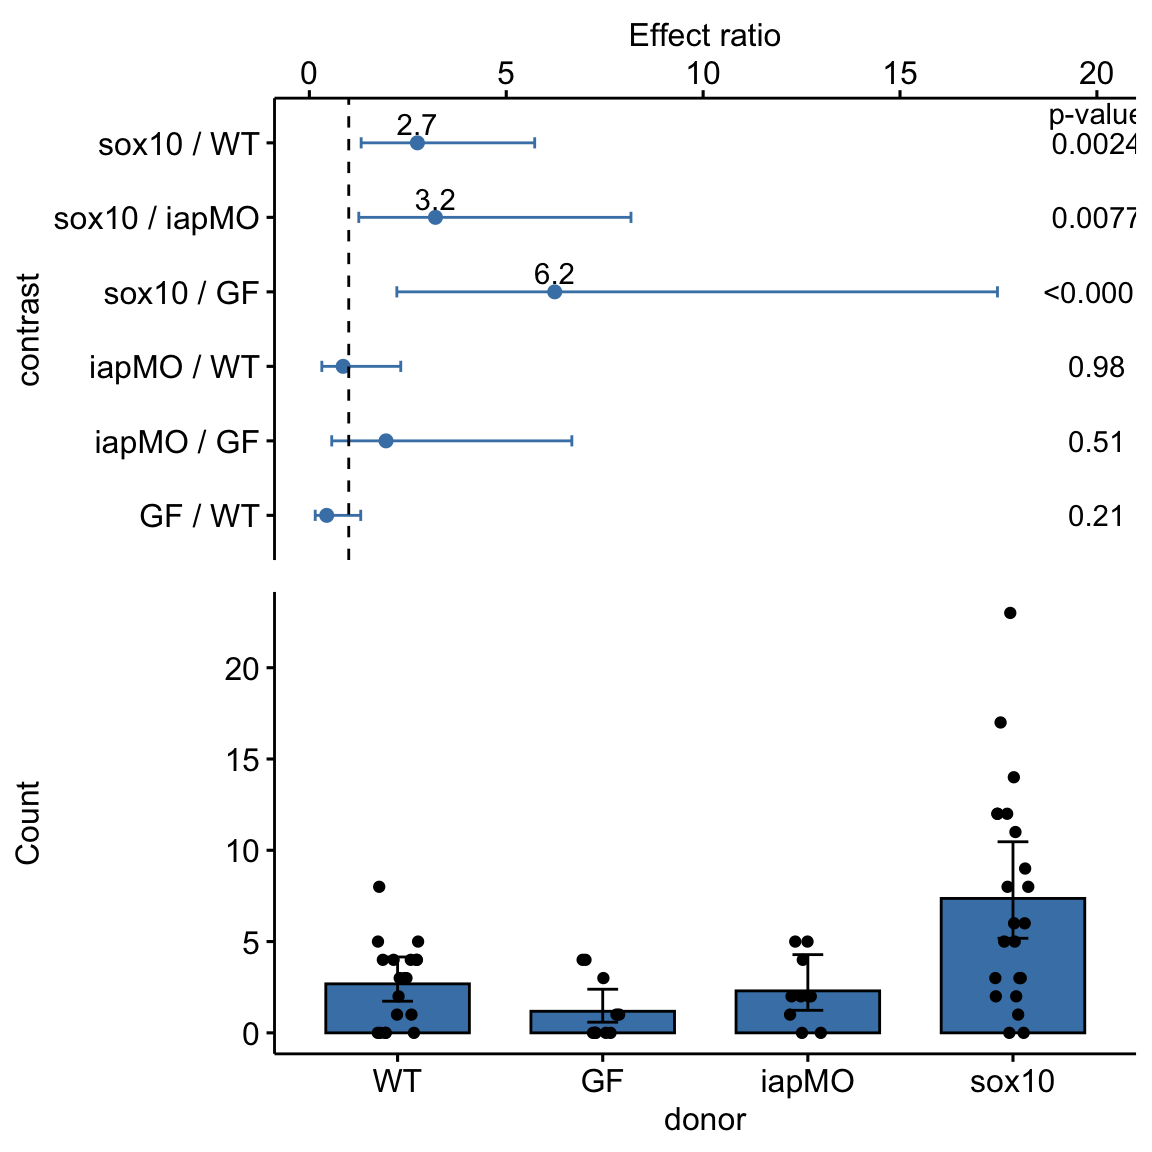 Effect ratio
0 5 10 15 20
p-value
sox10 / WT 2.7 0.0024
sox10 / iapMO 3.2 0.0077
sox10 / GF 6.2 <0.000
iapMO / WT 0.98
iapMO / GF 0.51
GF / WT 0.21
contrast
20
15
10
5
0
Count
WT GF iapMO sox10
donor